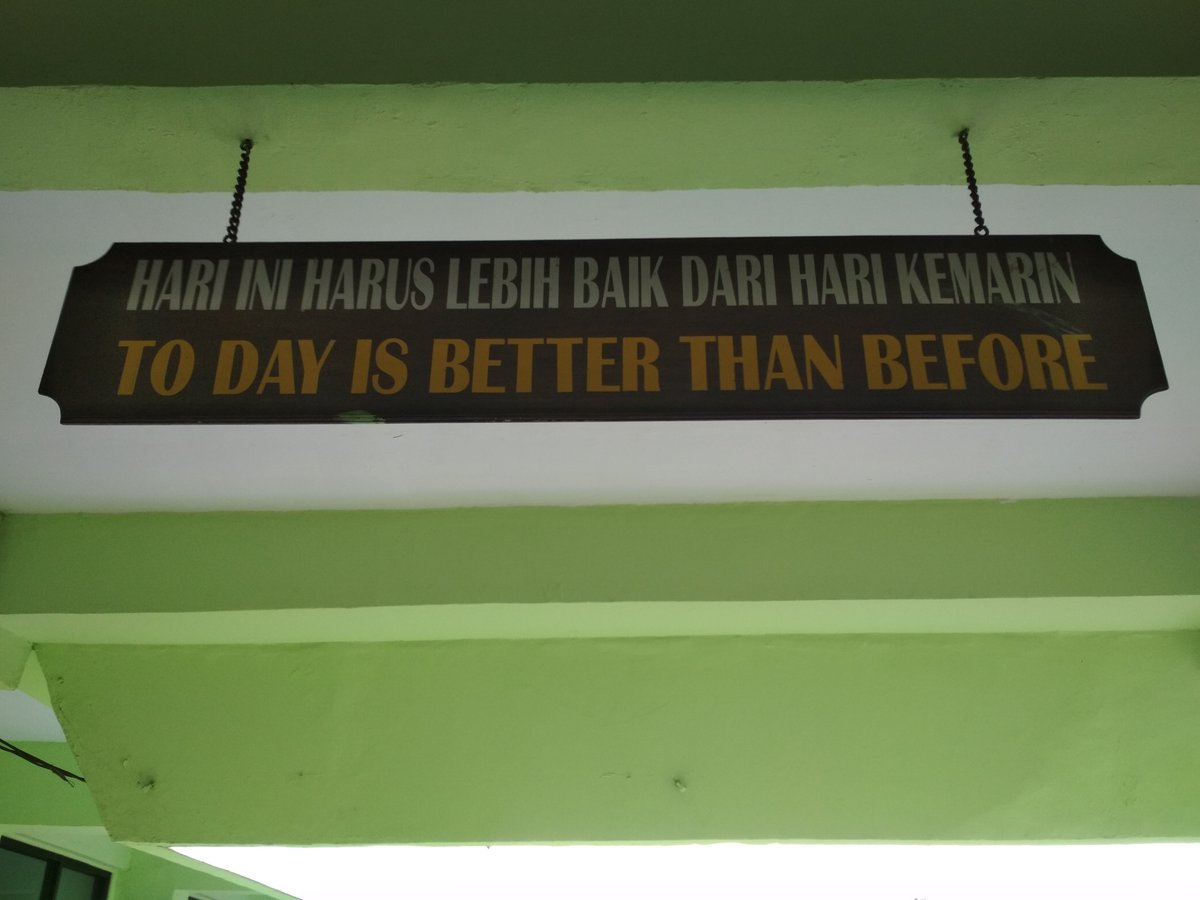 HARI INI HARUS LEBIH BAIK DARI HARI KEMARIN
TO DAY IS BETTER THAN BEFORE